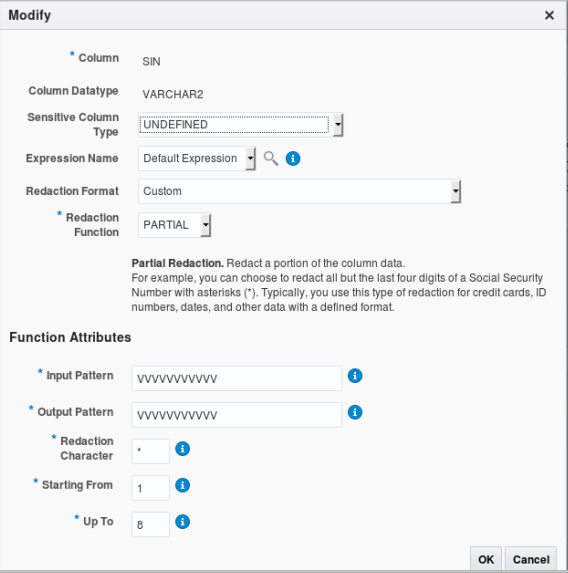 Modify
* Column SIN
Column Datatype VARCHAR2
Sensitive Column
Type UNDEFINED
Expression Name Default Expression
Redaction Format Custom
* Redaction
Function PARTIAL
Partial Redaction. Redact a portion of the column data.
For example, you can choose to redact all but the last four digits of a Social Security
Number with asterisks (*). Typically, you use this type of redaction for credit cards, ID
numbers, dates, and other data with a defined format.
Function Attributes
* Input Pattern VVVVVVVVVVV
* Output Pattern VVVVVVVVVVV
* Redaction
Character *
* Starting From 1
* Up To 8
OK Cancel